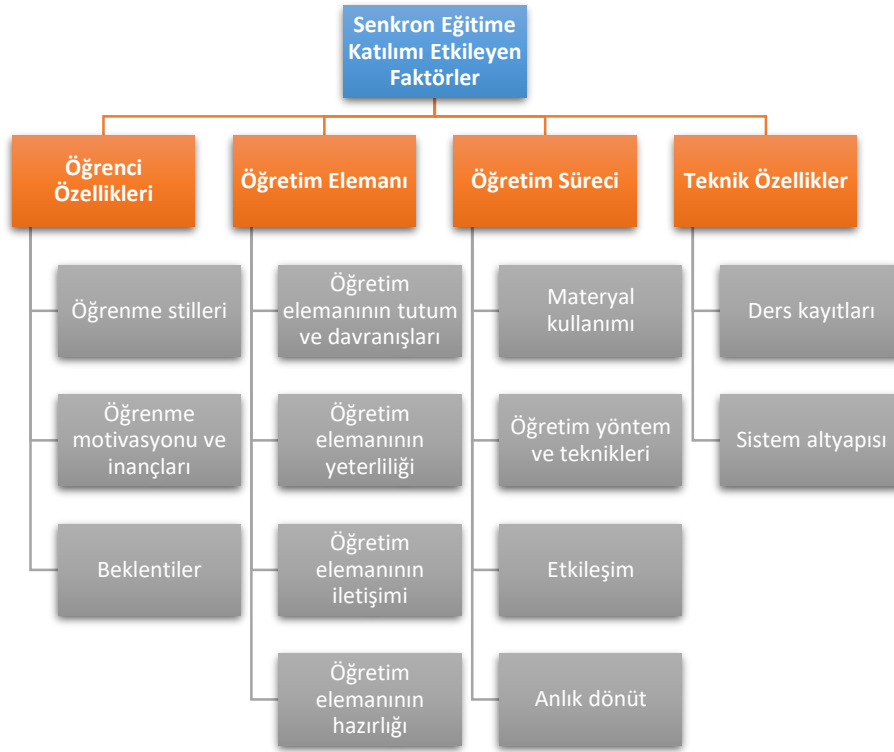 Senkron Eğitime
Katılımı Etkileyen
Faktörler
Öğrenci
Özellikleri
Öğrenme stilleri
Öğrenme
motivasyonu ve
inançları
Beklentiler
Öğretim Elemanı
Öğretim
elemanının tutum
ve davranışları
Öğretim
elemanının
yeterliliği
Öğretim
elemanının
iletişimi
Öğretim
elemanının
hazırlığı
Öğretim Süreci
Materyal
kullanımı
Öğretim yöntem
ve teknikleri
Etkileşim
Anlık dönüt
Teknik Özellikler
Ders kayıtları
Sistem altyapısı